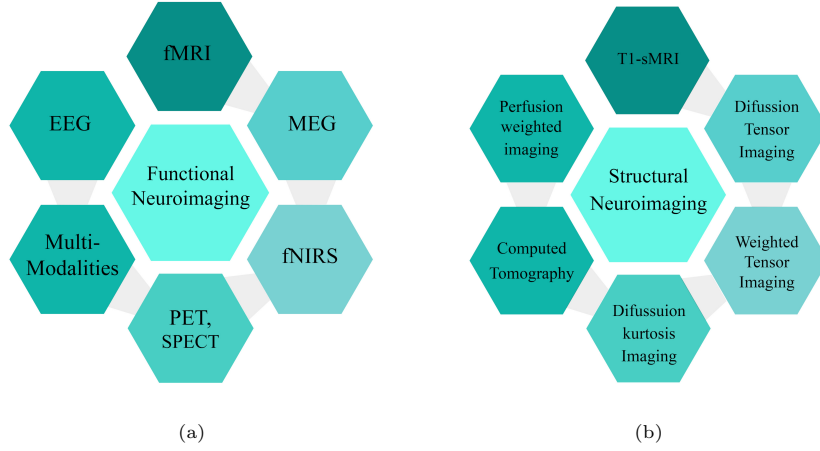 fMRI
EEG
MEG
Functional
Neuroimaging
Multi-
Modalities
fNIRS
PET,
SPECT
(a)
T1-sMRI
Perfusion
weighted
imaging
Difussion
Tensor
Imaging
Structural
Neuroimaging
Computed
Tomography
Weighted
Tensor
Imaging
Difussuion
kurtosis
Imaging
(b)